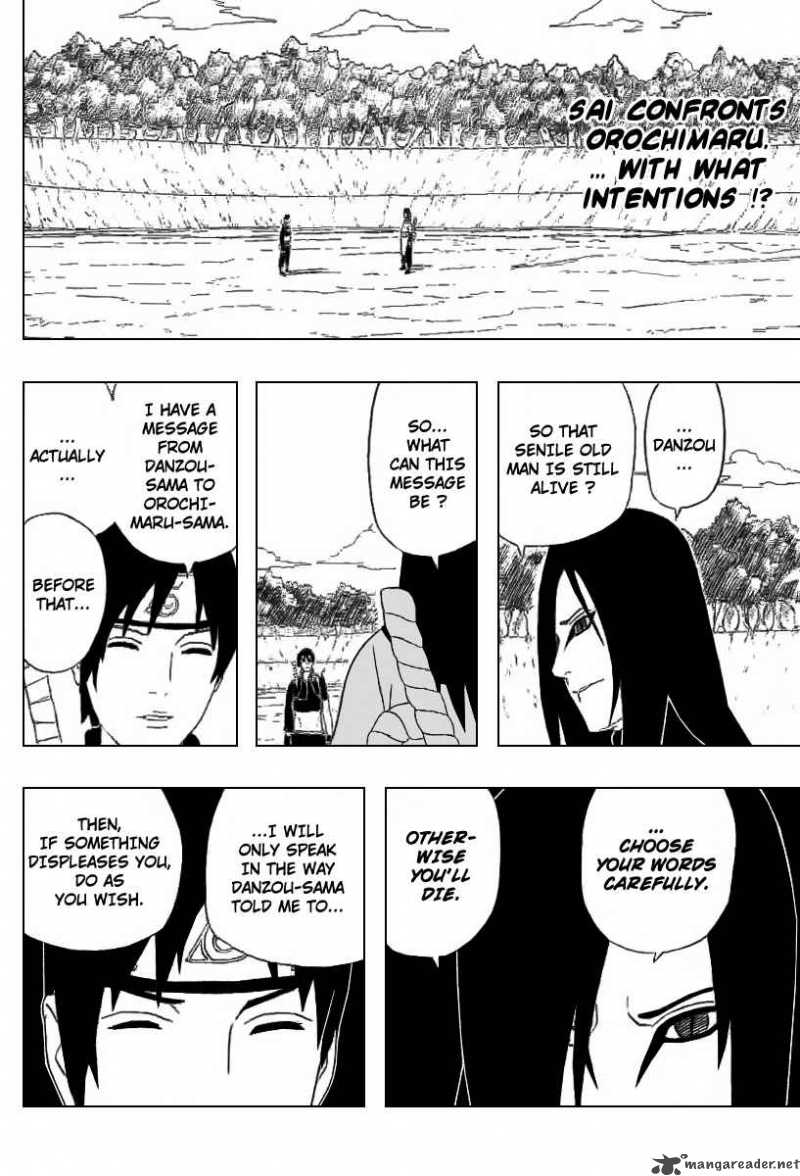 SAI CONFRONTS
OROCHIMARU.
... WITH WHAT
INTENTIONS !?
...
DANZOU
...
SO THAT
SENILE OLD
MAN IS STILL
ALIVE ?
SO...
WHAT
CAN THIS
MESSAGE
BE ?
I HAVE A
MESSAGE
FROM
DANZOU-
SAMA TO
OROCHI-
MARU-SAMA.
...
ACTUALLY
...
BEFORE
THAT...
...
CHOOSE
YOUR WORDS
CAREFULLY.
OTHER-
WISE
YOU'LL
DIE.
...I WILL
ONLY SPEAK
IN THE WAY
DANZOU-SAMA
TOLD ME TO...
THEN,
IF SOMETHING
DISPLEASES YOU,
DO AS
YOU WISH.
mangareader.net